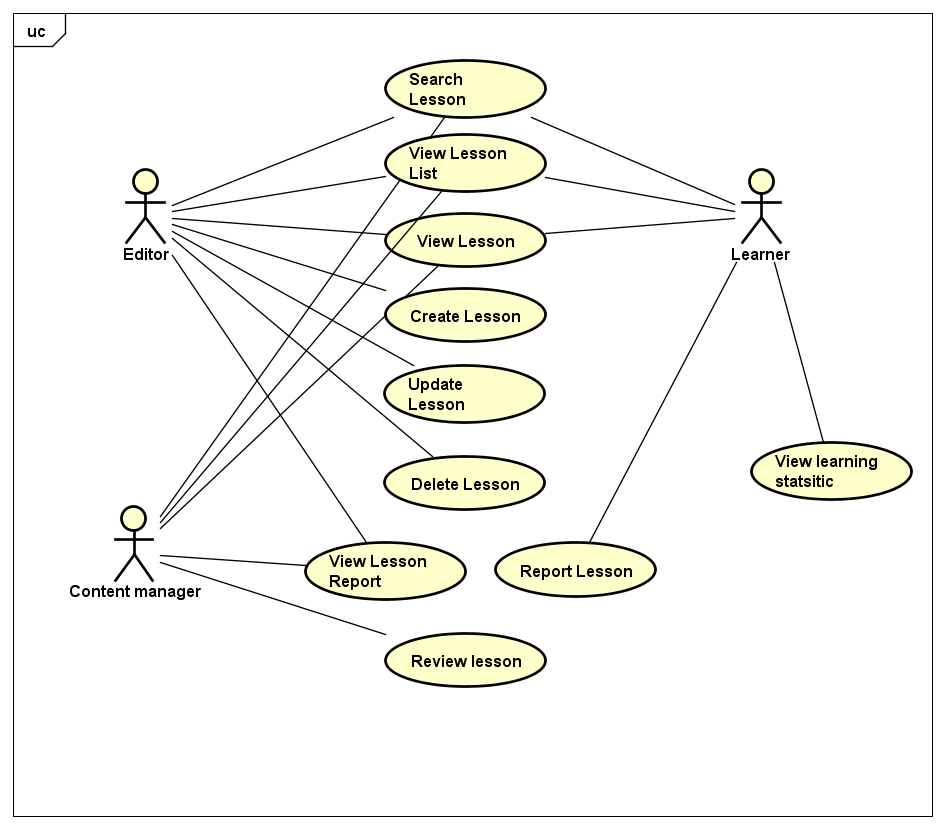 uc
Search
Lesson
View Lesson
List
View Lesson
Editor
Learner
Create Lesson
Update
Lesson
View learning
statsitic
Delete Lesson
View Lesson
Report
Report Lesson
Content manager
Review lesson